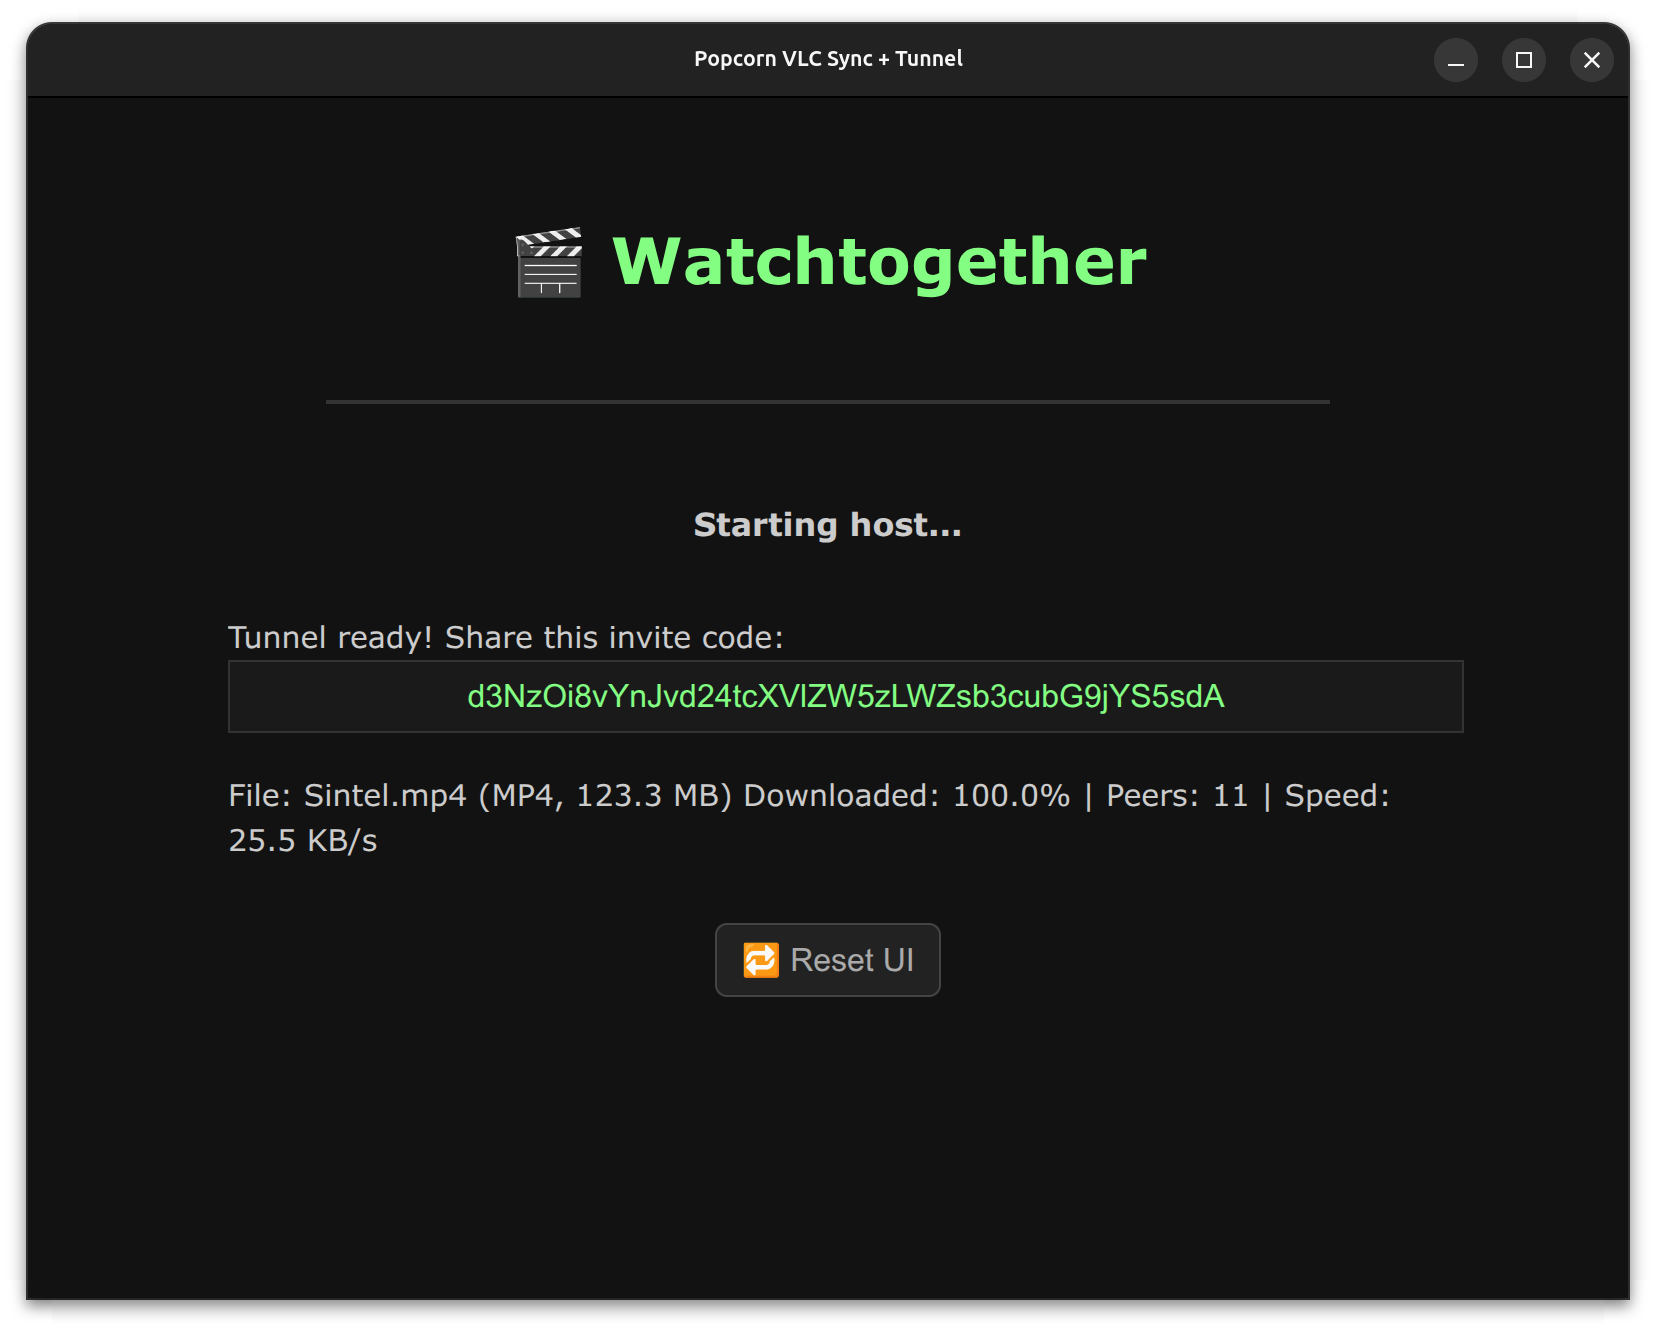 Popcorn VLC Sync + Tunnel
Watchtogether
Starting host...
Tunnel ready! Share this invite code:
d3NzOi8vYnJvd24tcXVlZW5zLWZsb3cubG9jYS5sdA
File: Sintel.mp4 (MP4, 123.3 MB) Downloaded: 100.0% | Peers: 11 | Speed:
25.5 KB/s
Reset UI